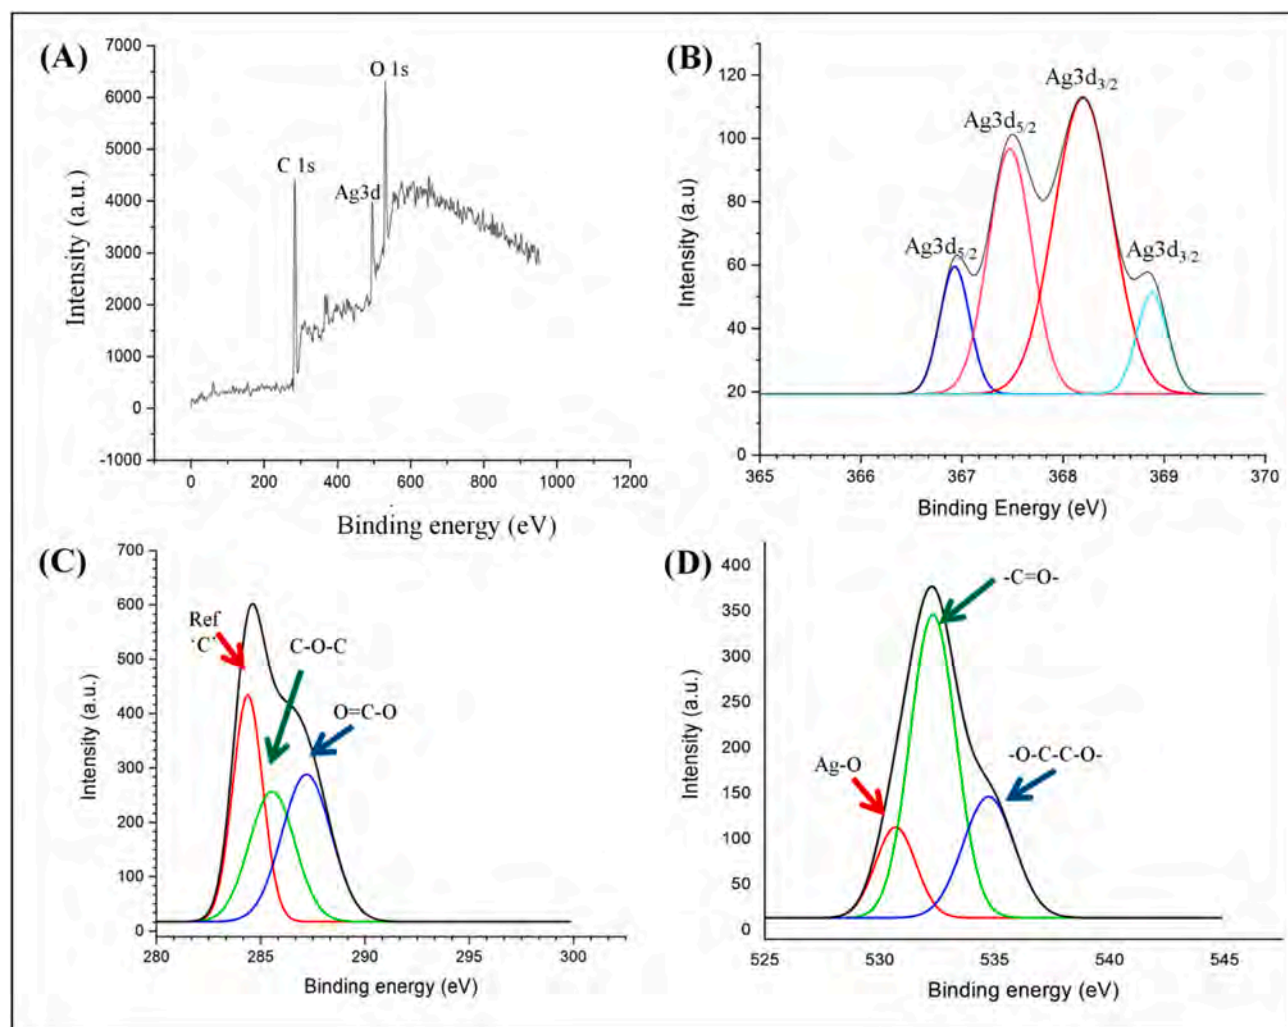 (A)
7000
6000
5000
4000
3000
2000
1000
0
-1000
Intensity (a.u.)
O 1s
C 1s
Ag3d
0 200 400 600 800 1000 1200
Binding energy (eV)
(B)
120
100
80
60
40
20
0
Intensity (a.u)
Ag3d3/2
Ag3d5/2
Ag3d5/2
Ag3d3/2
365 366 367 368 369 370
Binding Energy (eV)
(C)
700
600
500
400
300
200
100
0
Intensity (a.u.)
Ref
‘C’
C-O-C
O=C-O
280 285 290 295 300
Binding energy (eV)
(D)
400
350
300
250
200
150
100
50
0
Intensity (a.u.)
-C=O-
Ag-O
-O-C-C-O-
525 530 535 540 545
Binding energy (eV)